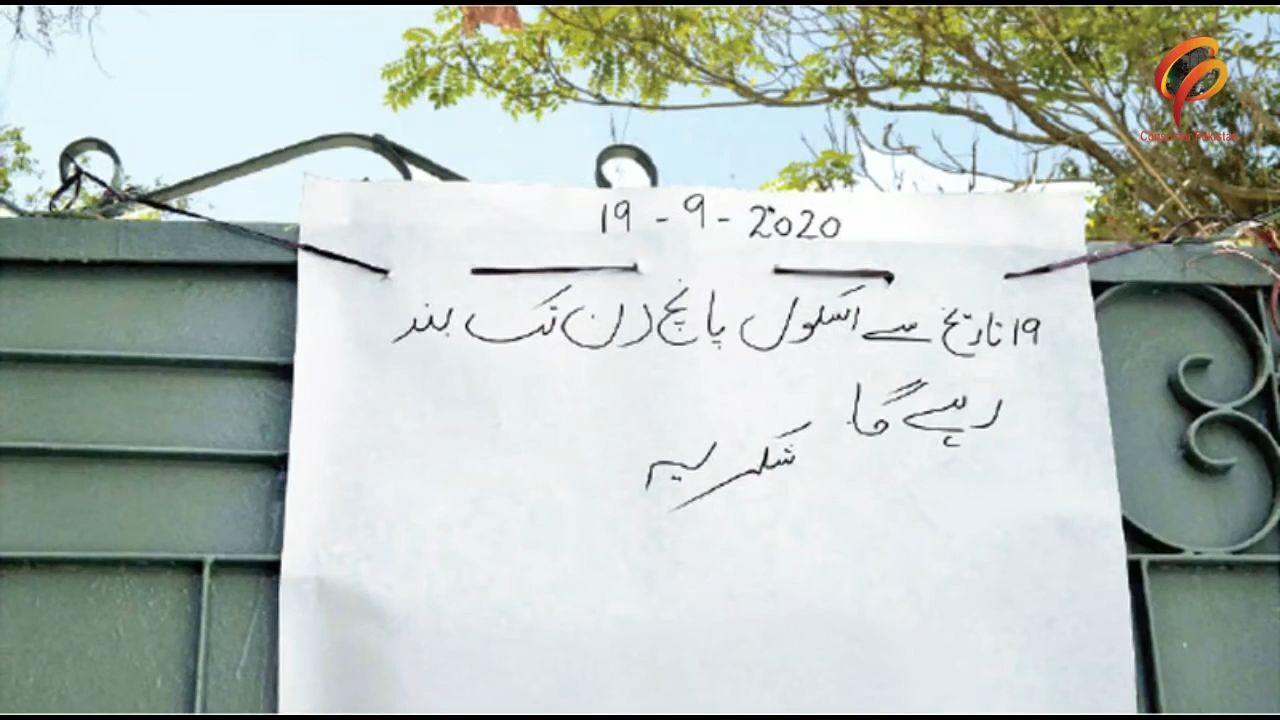 19-9-2020
19 تاریخ سے اسکول پانچ دن تک بند
رہے گا
شکریہ